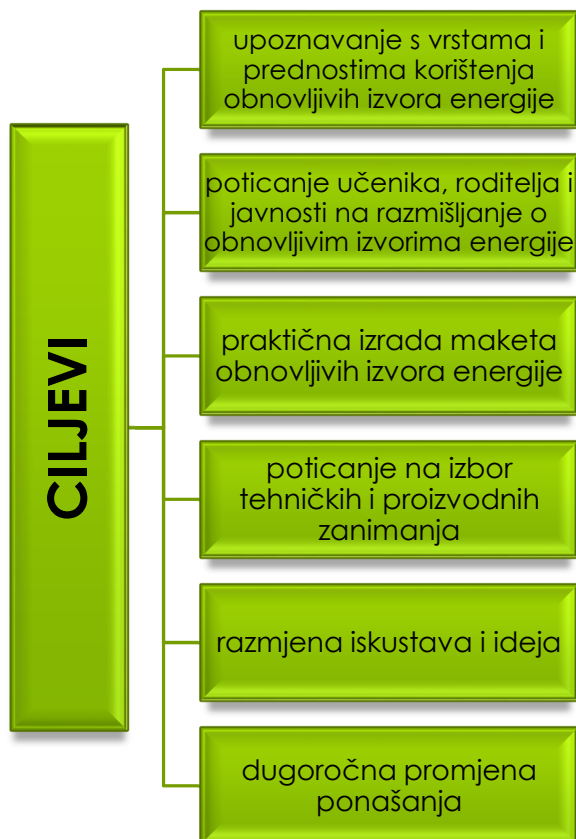 CILJEVI
upoznavanje s vrstama i
prednostima korištenja
obnovljivih izvora energije
poticanje učenika, roditelja i
javnosti na razmišljanje o
obnovljivim izvorima energije
praktična izrada maketa
obnovljivih izvora energije
poticanje na izbor
tehničkih i proizvodnih
zanimanja
razmjena iskustava i ideja
dugoročna promjena
ponašanja